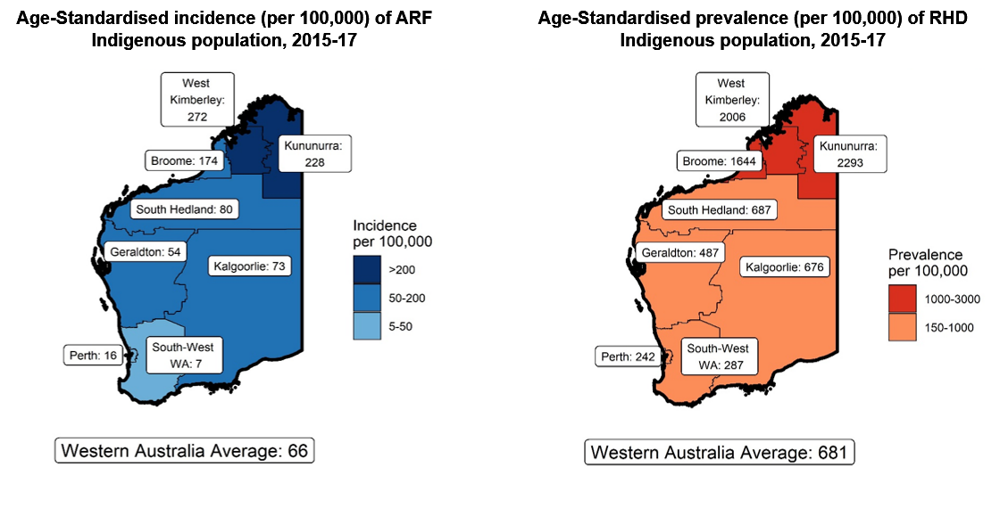 Age-Standardised incidence (per 100,000) of ARF
Indigenous population, 2015-17
West
Kimberley:
272
Kununurra:
228
Broome: 174
South Hedland: 80
Geraldton: 54
Kalgoorlie: 73
Incidence
per 100,000
>200
50-200
5-50
South-West
WA: 7
Perth: 16
Western Australia Average: 66
Age-Standardised prevalence (per 100,000) of RHD
Indigenous population, 2015-17
West
Kimberley:
2006
Kununurra:
2293
Broome: 1644
South Hedland: 687
Geraldton: 487
Kalgoorlie: 676
Prevalence
per 100,000
1000-3000
150-1000
South-West
WA: 287
Perth: 242
Western Australia Average: 681